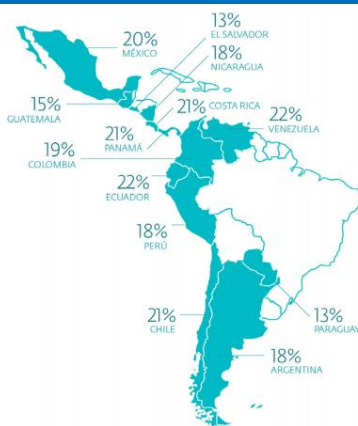 13%
EL SALVADOR
20%
MÉXICO
18%
NICARAGUA
15%
GUATEMALA
21% COSTA RICA
21%
PANAMÁ
22%
VENEZUELA
19%
COLOMBIA
22%
ECUADOR
18%
PERÚ
21%
CHILE
13%
PARAGUAY
18%
ARGENTINA